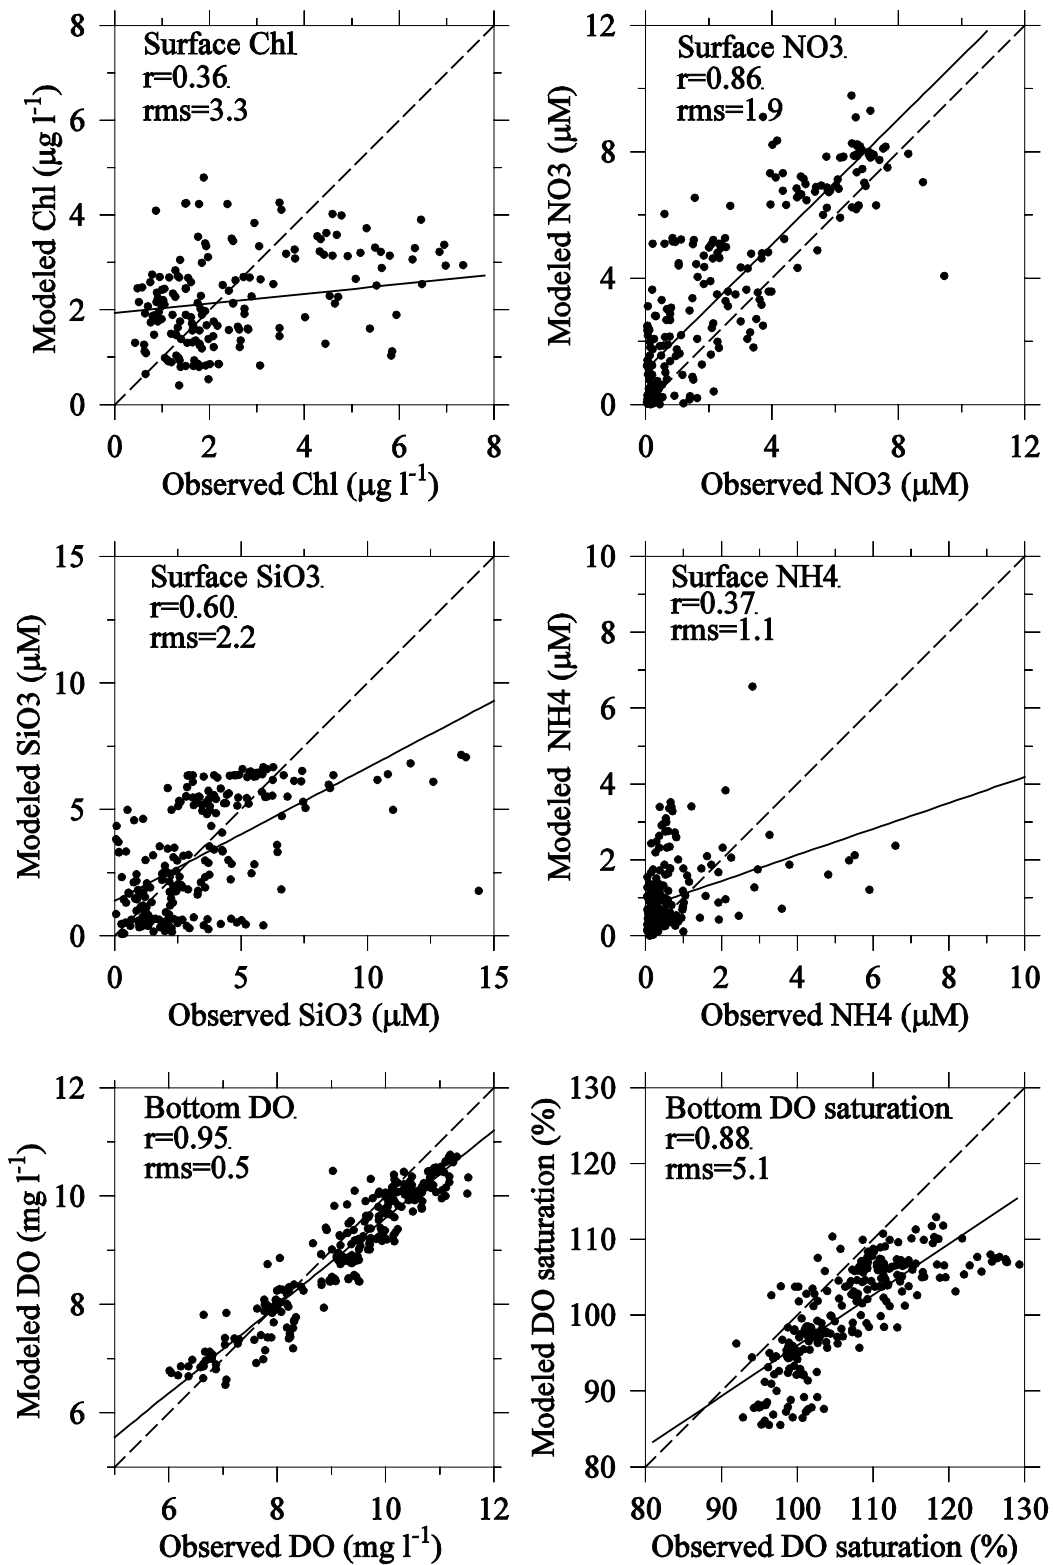 Surface Chl
r=0.36
rms=3.3
8
6
4
2
0
0 2 4 6 8
Modeled Chl (µg l-1)
Observed Chl (µg l-1)
Surface NO3
r=0.86
rms=1.9
12
8
4
0
0 4 8 12
Modeled NO3 (µM)
Observed NO3 (µM)
Surface SiO3
r=0.60
rms=2.2
15
10
5
0
0 5 10 15
Modeled SiO3 (µM)
Observed SiO3 (µM)
Surface NH4
r=0.37
rms=1.1
10
8
6
4
2
0
0 2 4 6 8 10
Modeled NH4 (µM)
Observed NH4 (µM)
Bottom DO
r=0.95
rms=0.5
12
10
8
6
6 8 10 12
Modeled DO (mg l-1)
Observed DO (mg l-1)
Bottom DO saturation
r=0.88
rms=5.1
130
120
110
100
90
80
80 90 100 110 120 130
Modeled DO saturation (%)
Observed DO saturation (%)